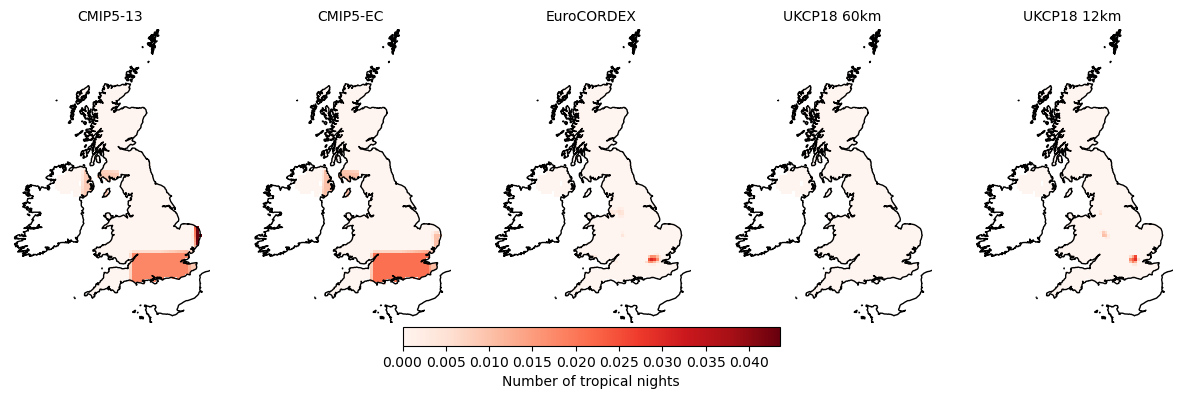 CMIP5-13
CMIP5-EC
EuroCORDEX
UKCP18 60km
UKCP18 12km
0.000 0.005 0.010 0.015 0.020 0.025 0.030 0.035 0.040
Number of tropical nights